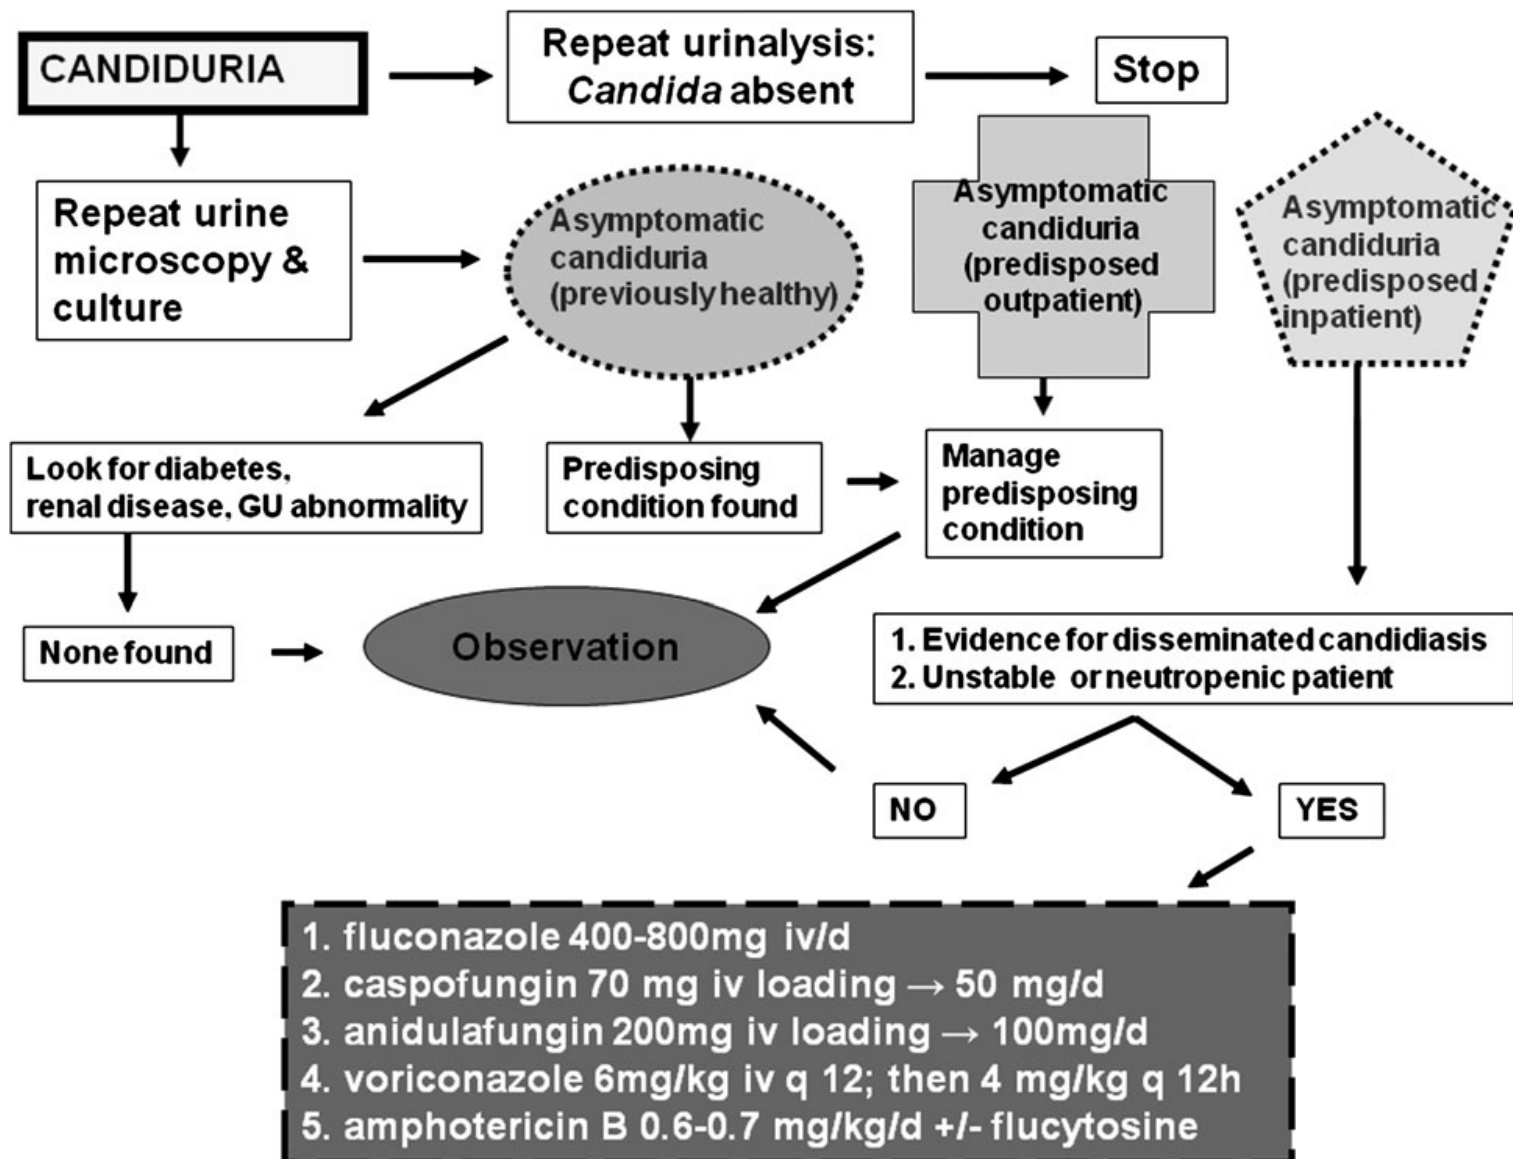 CANDIDURIA
Repeat urinalysis:
Candida absent
Stop
Repeat urine
microscopy &
culture
Asymptomatic
candiduria
(previously healthy)
Asymptomatic
candiduria
(predisposed
outpatient)
Asymptomatic
candiduria
(predisposed
inpatient)
Look for diabetes,
renal disease, GU abnormality
Predisposing
condition found
Manage
predisposing
condition
None found
Observation
1. Evidence for disseminated candidiasis
2. Unstable or neutropenic patient
NO
YES
1. fluconazole 400-800mg iv/d
2. caspofungin 70 mg iv loading → 50 mg/d
3. anidulafungin 200mg iv loading → 100mg/d
4. voriconazole 6mg/kg iv q 12; then 4 mg/kg q 12h
5. amphotericin B 0.6-0.7 mg/kg/d +/- flucytosine